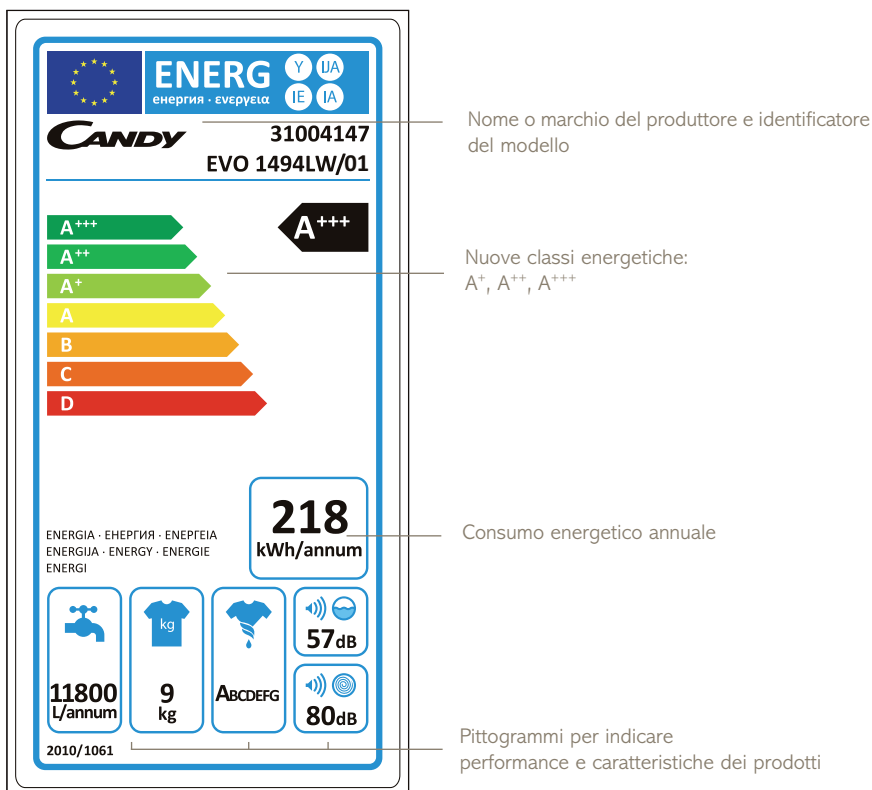 ENERG
енергия · ενεργεια
Y IJA
IE IA
CANDY
31004147
EVO 1494LW/01
Nome o marchio del produttore e identificatore
del modello
A+++
A++
A+
A
B
C
D
A+++
Nuove classi energetiche:
A+, A++, A+++
ENERGIA · ЕНЕРГИЯ · ΕΝΕΡΓΕΙΑ
ENERGIJA · ENERGY · ENERGIE
ENERGI
218
kWh/annum
Consumo energetico annuale
11800
L/annum
kg
9
kg
ABCDEFG
57dB
80dB
2010/1061
Pittogrammi per indicare
performance e caratteristiche dei prodotti